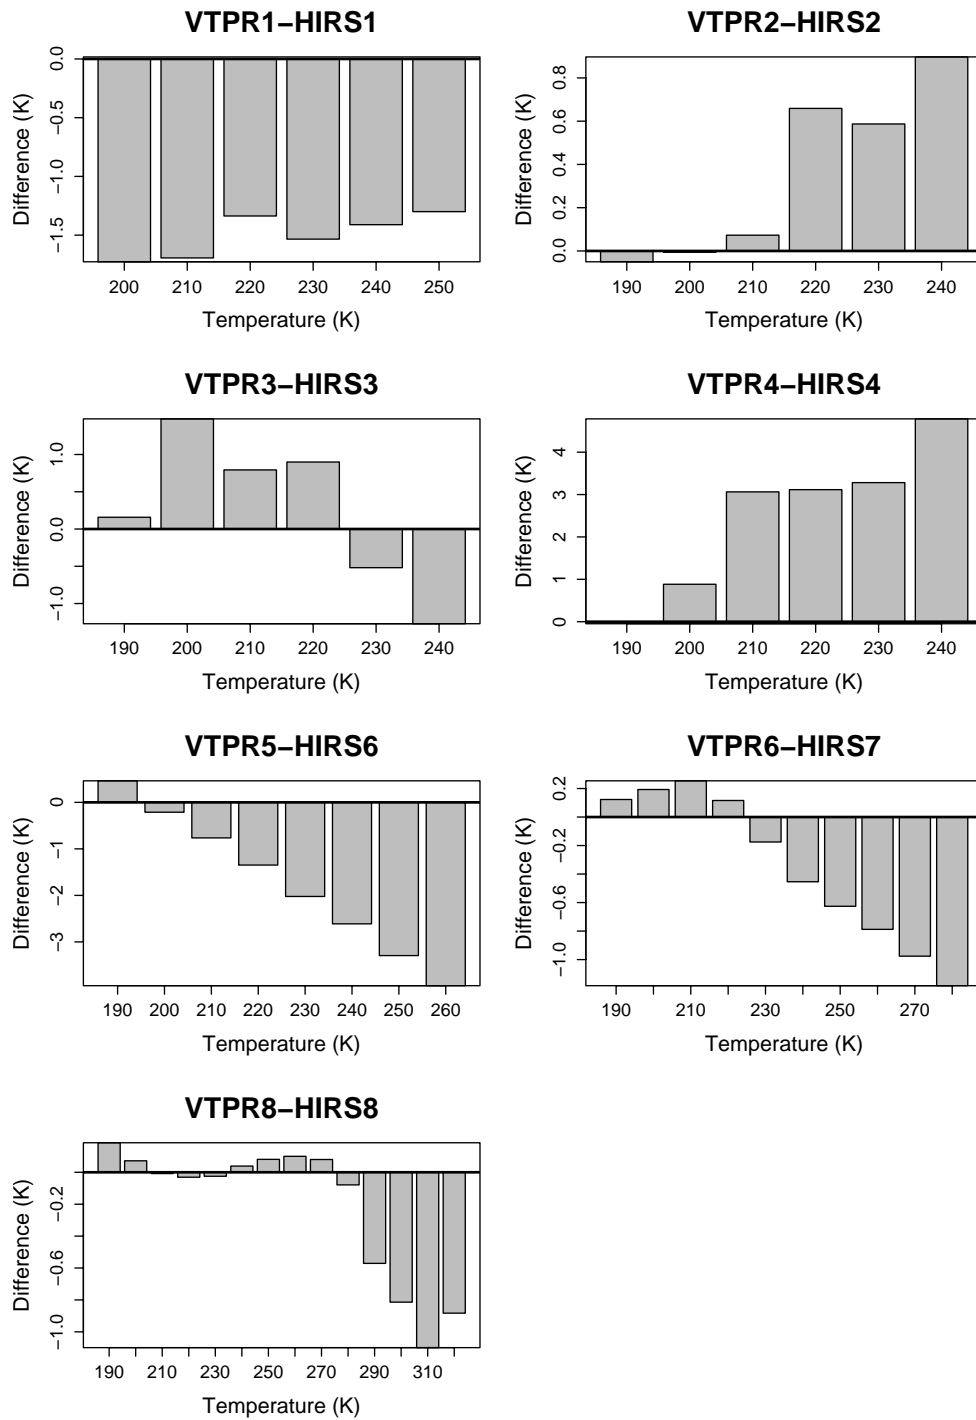 VTPR1−HIRS1
Difference (K)
0.0
−0.5
−1.0
−1.5
200 210 220 230 240 250
Temperature (K)
VTPR2−HIRS2
Difference (K)
0.8
0.6
0.4
0.2
0.0
190 200 210 220 230 240
Temperature (K)
VTPR3−HIRS3
Difference (K)
1.0
0.0
−1.0
190 200 210 220 230 240
Temperature (K)
VTPR4−HIRS4
Difference (K)
4
3
2
1
0
190 200 210 220 230 240
Temperature (K)
VTPR5−HIRS6
Difference (K)
0
−1
−2
−3
190 200 210 220 230 240 250 260
Temperature (K)
VTPR6−HIRS7
Difference (K)
0.2
−0.2
−0.6
−1.0
190 210 230 250 270
Temperature (K)
VTPR8−HIRS8
Difference (K)
−0.2
−0.6
−1.0
190 210 230 250 270 290 310
Temperature (K)